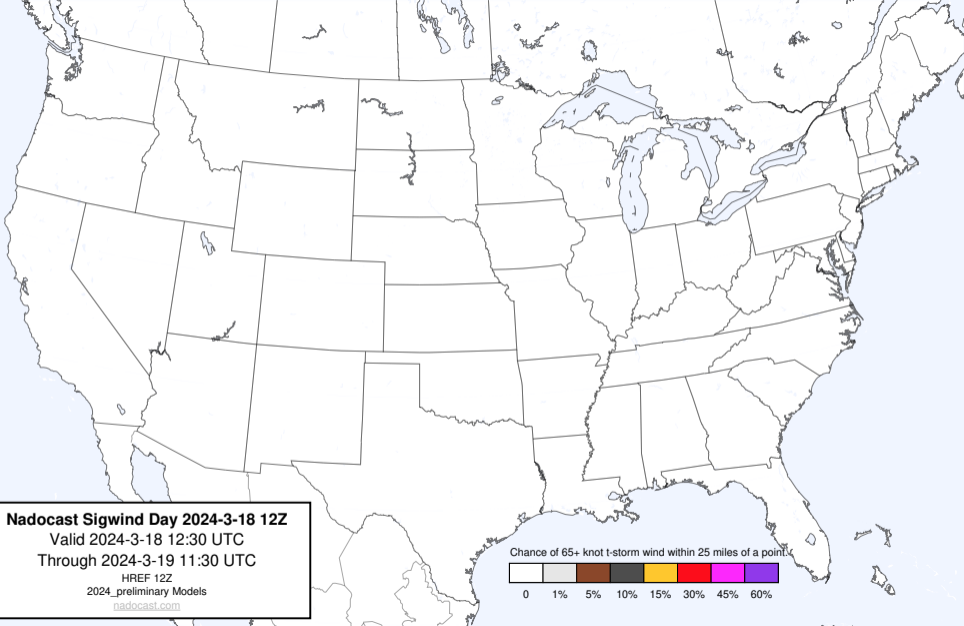 Nadocast Sigwind Day 2024-3-18 12Z
Valid 2024-3-18 12:30 UTC
Through 2024-3-19 11:30 UTC
HREF 12Z
2024_preliminary Models
nadocast.com
Chance of 65+ knot t-storm wind within 25 miles of a point.
0 1% 5% 10% 15% 30% 45% 60%